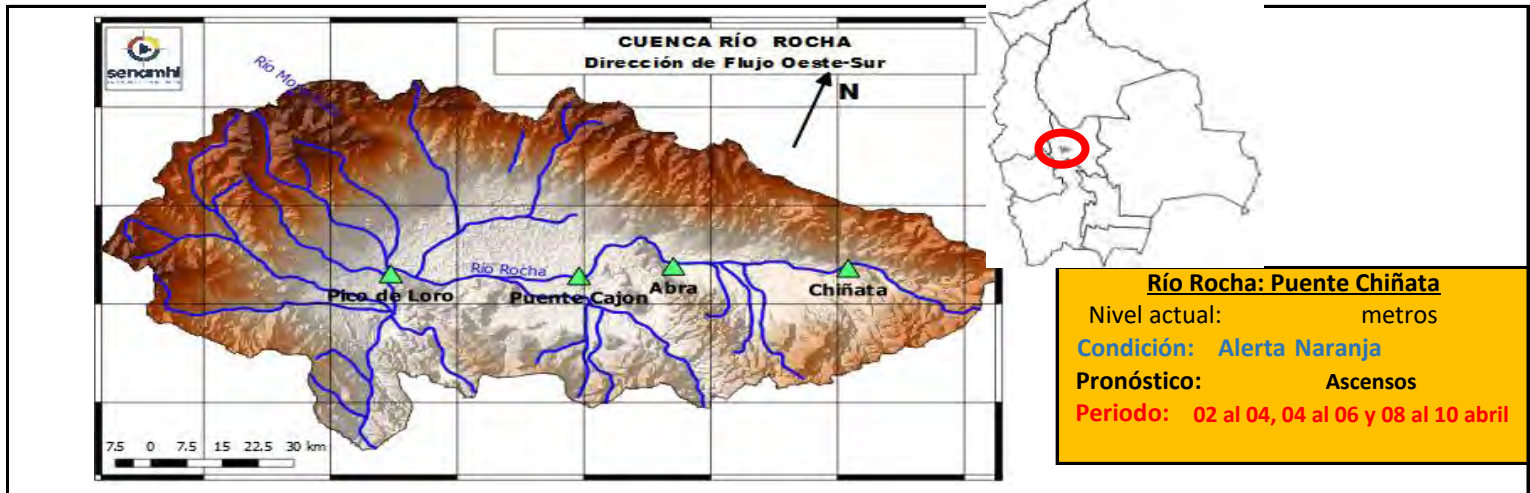 senamhi
CUENCA RÍO ROCHA
Dirección de Flujo Oeste-Sur
N
Río Rocha
Pico de Loro
Puente Cajon
Abra
Chiñata
7.5 0 7.5 15 22.5 30 km
Río Rocha: Puente Chiñata
Nivel actual: metros
Condición: Alerta Naranja
Pronóstico: Ascensos
Periodo: 02 al 04, 04 al 06 y 08 al 10 abril